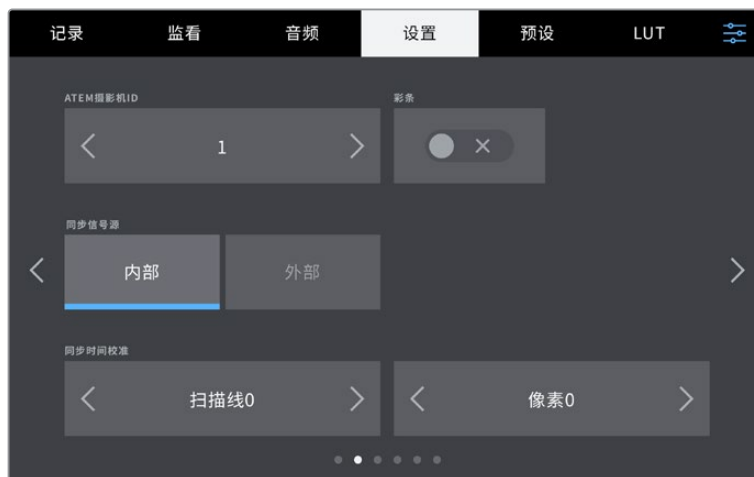 记录 监看 音频 设置 预设 LUT
ATEM摄影机ID 彩条
1
同步信号源
内部 外部
同步时间校准
扫描线0 像素0